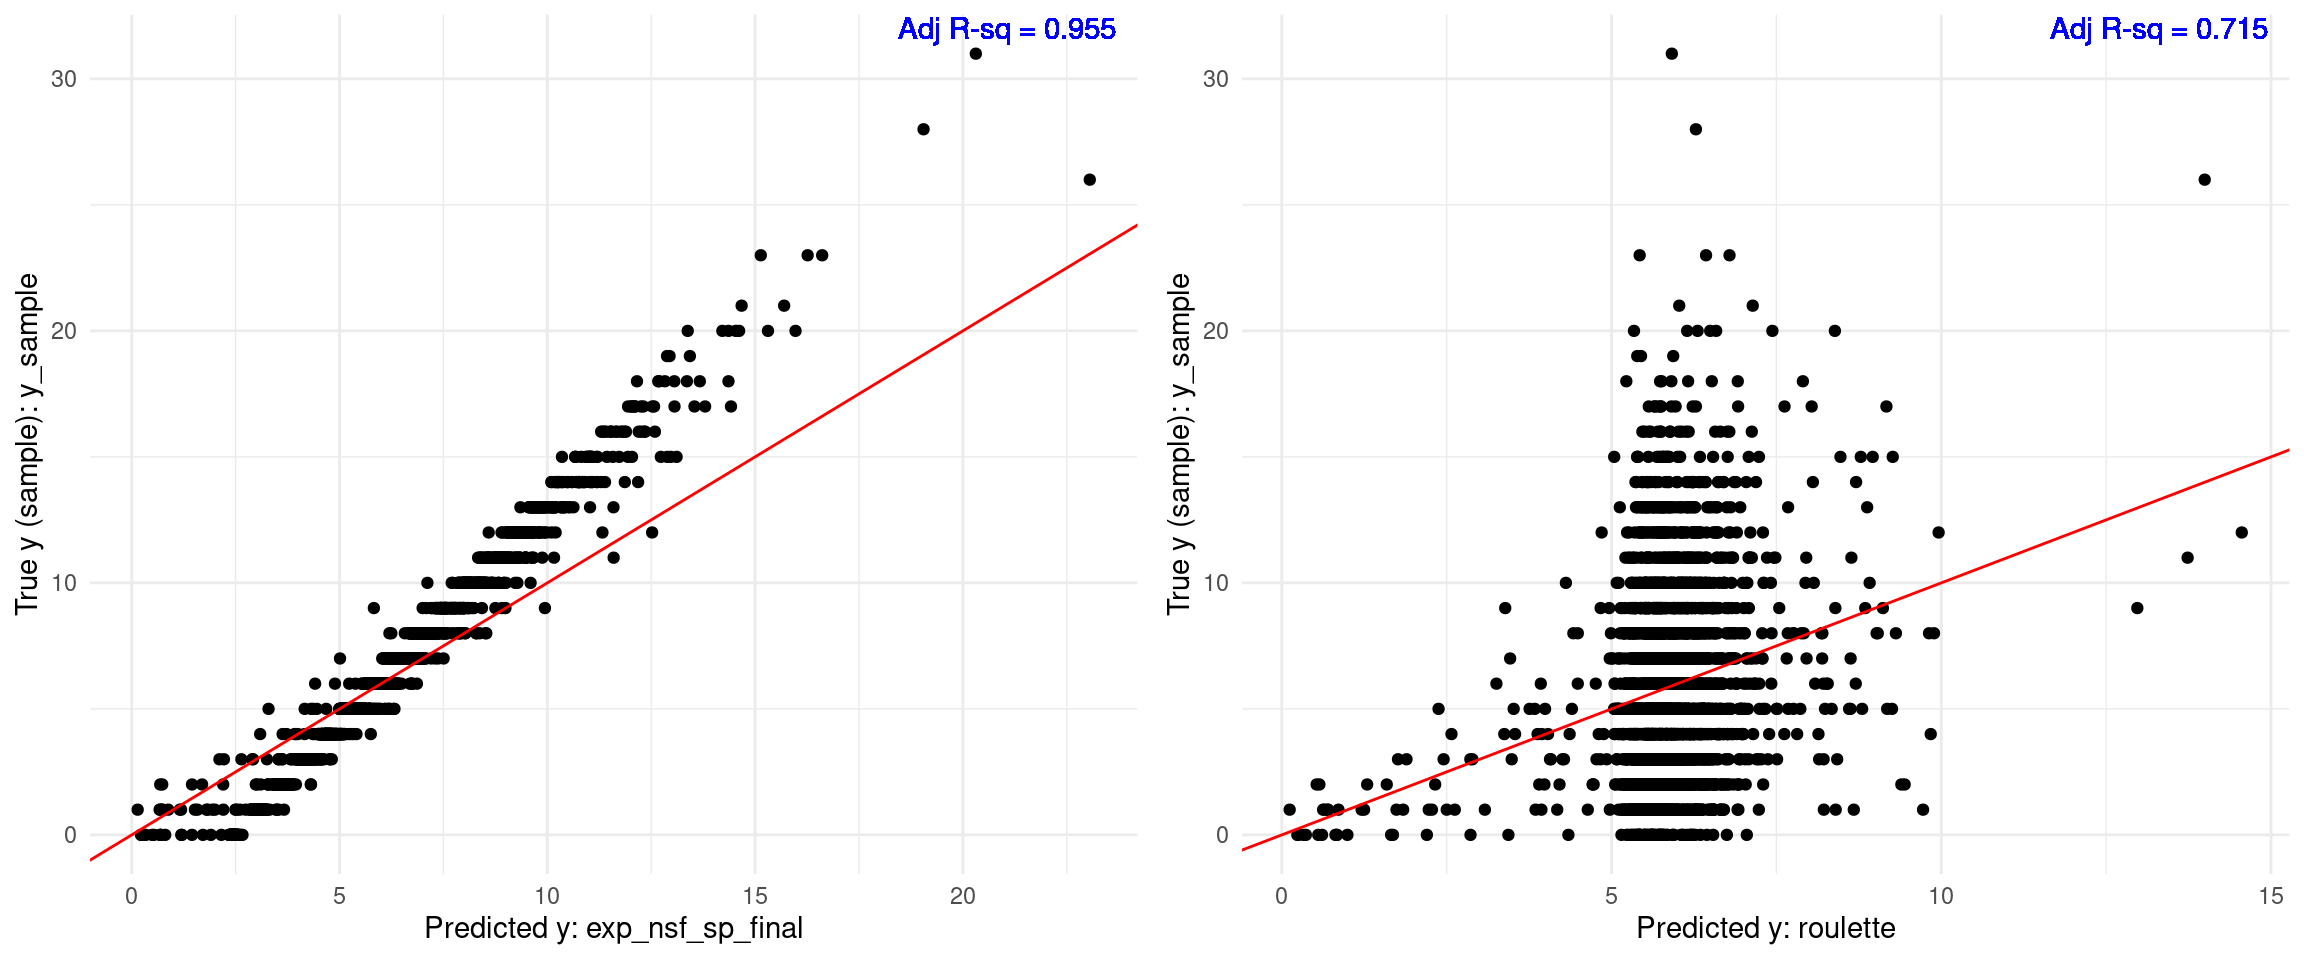 Adj R-sq = 0.955
30
20
10
0
True y (sample): y_sample
0 5 10 15 20
Predicted y: exp_nsf_sp_final
Adj R-sq = 0.715
30
20
10
0
True y (sample): y_sample
0 5 10 15
Predicted y: roulette